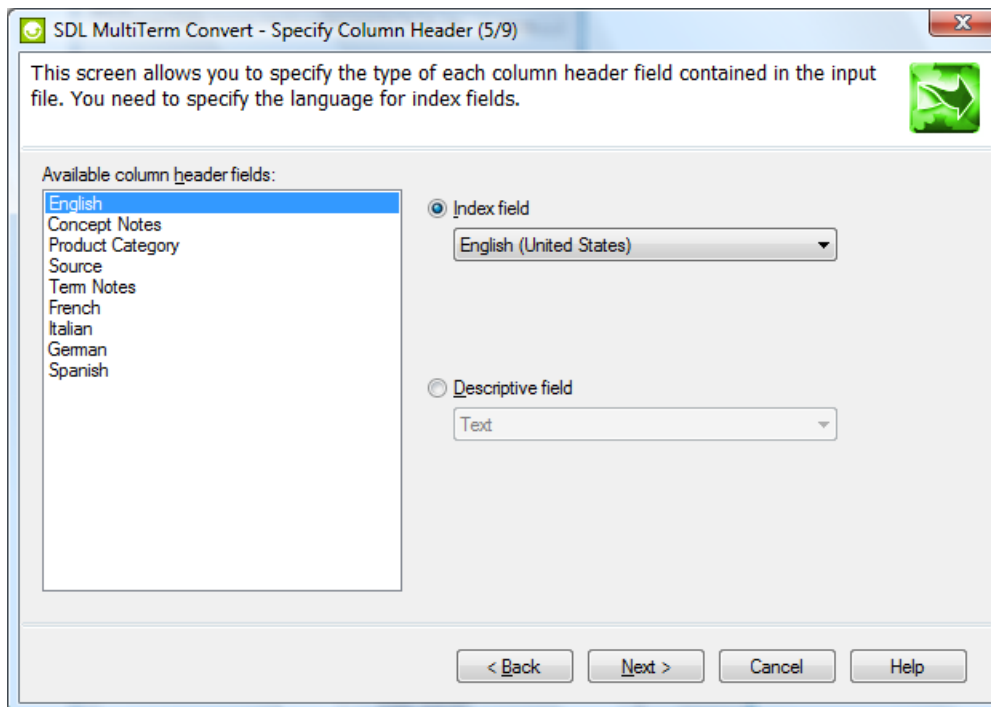 SDL MultiTerm Convert - Specify Column Header (5/9)
This screen allows you to specify the type of each column header field contained in the input
file. You need to specify the language for index fields.
Available column header fields:
English
Concept Notes
Product Category
Source
Term Notes
French
Italian
German
Spanish
Index field
English (United States)
Descriptive field
Text
< Back
Next >
Cancel
Help